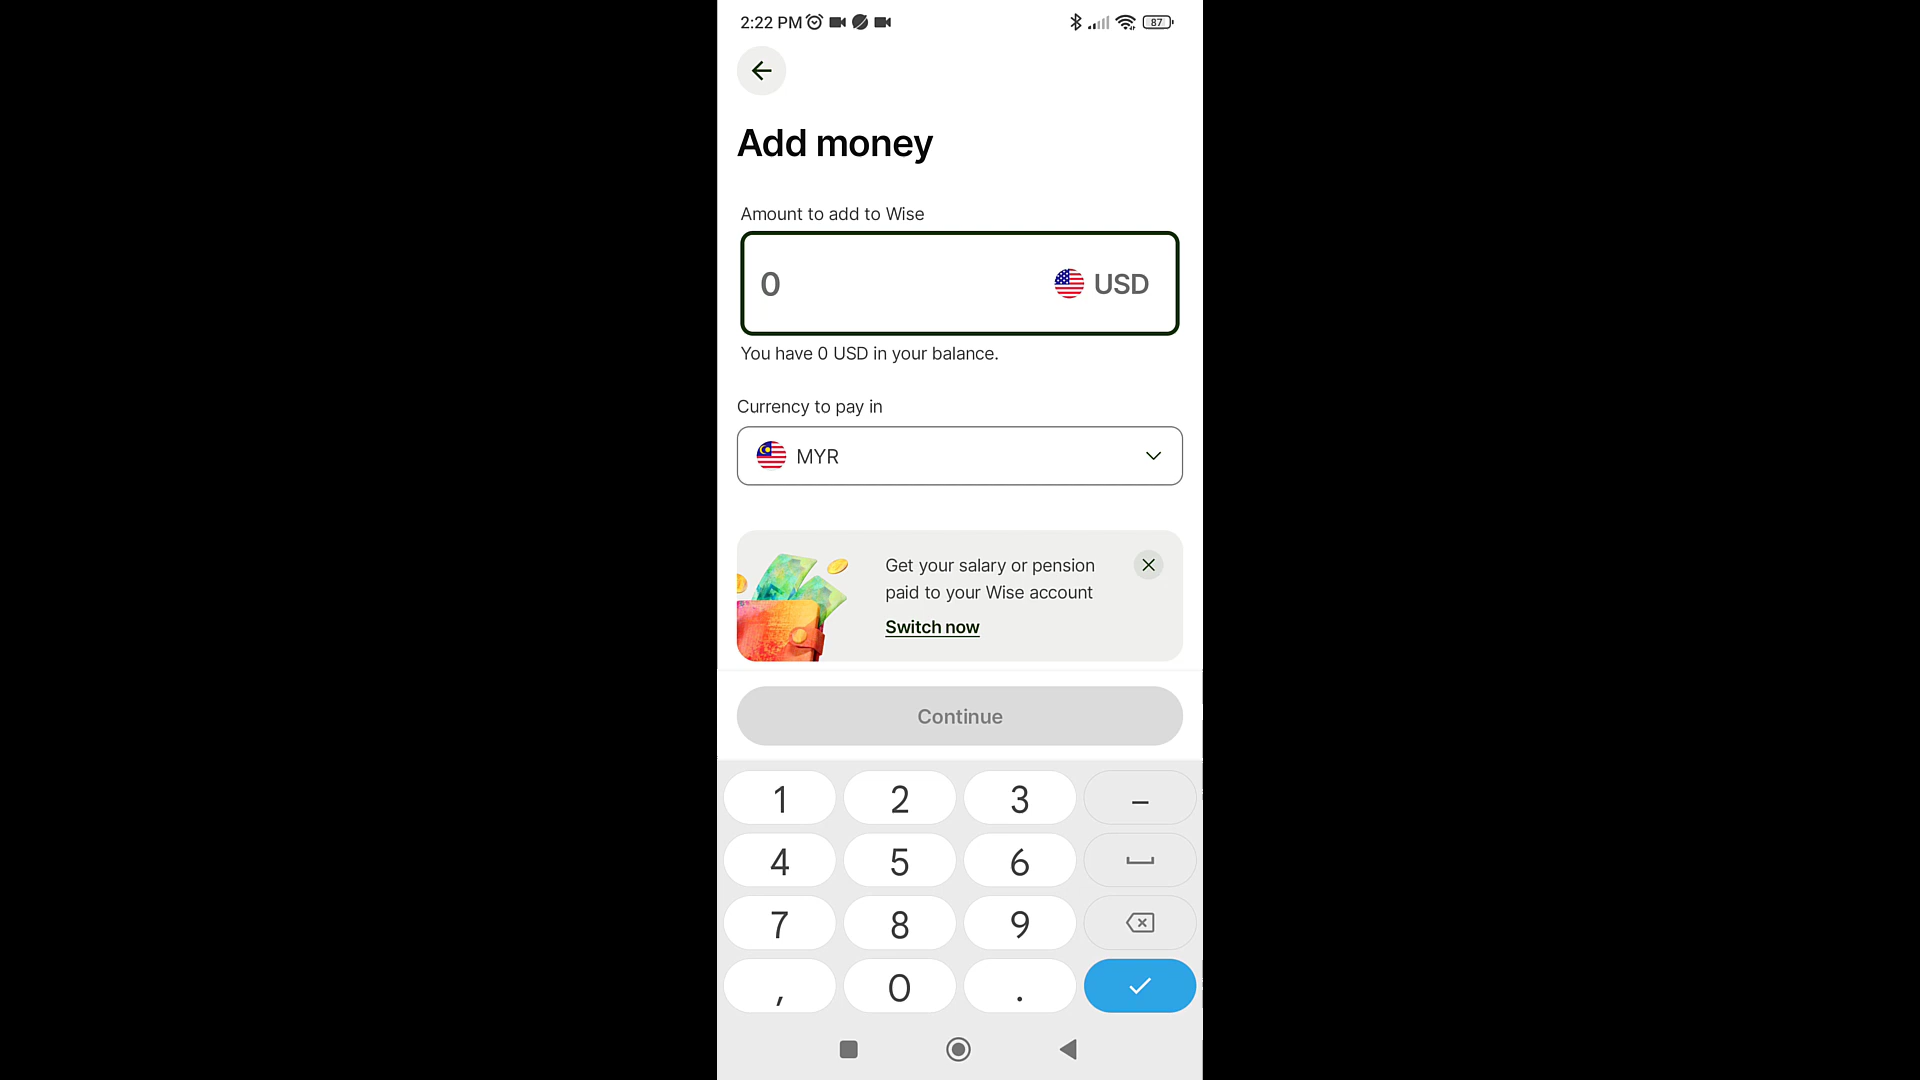 2:22 PM
87
Add money
Amount to add to Wise
0 USD
You have 0 USD in your balance.
Currency to pay in
MYR
Get your salary or pension
paid to your Wise account
Switch now
Continue
1 2 3 –
4 5 6
7 8 9
, 0 .